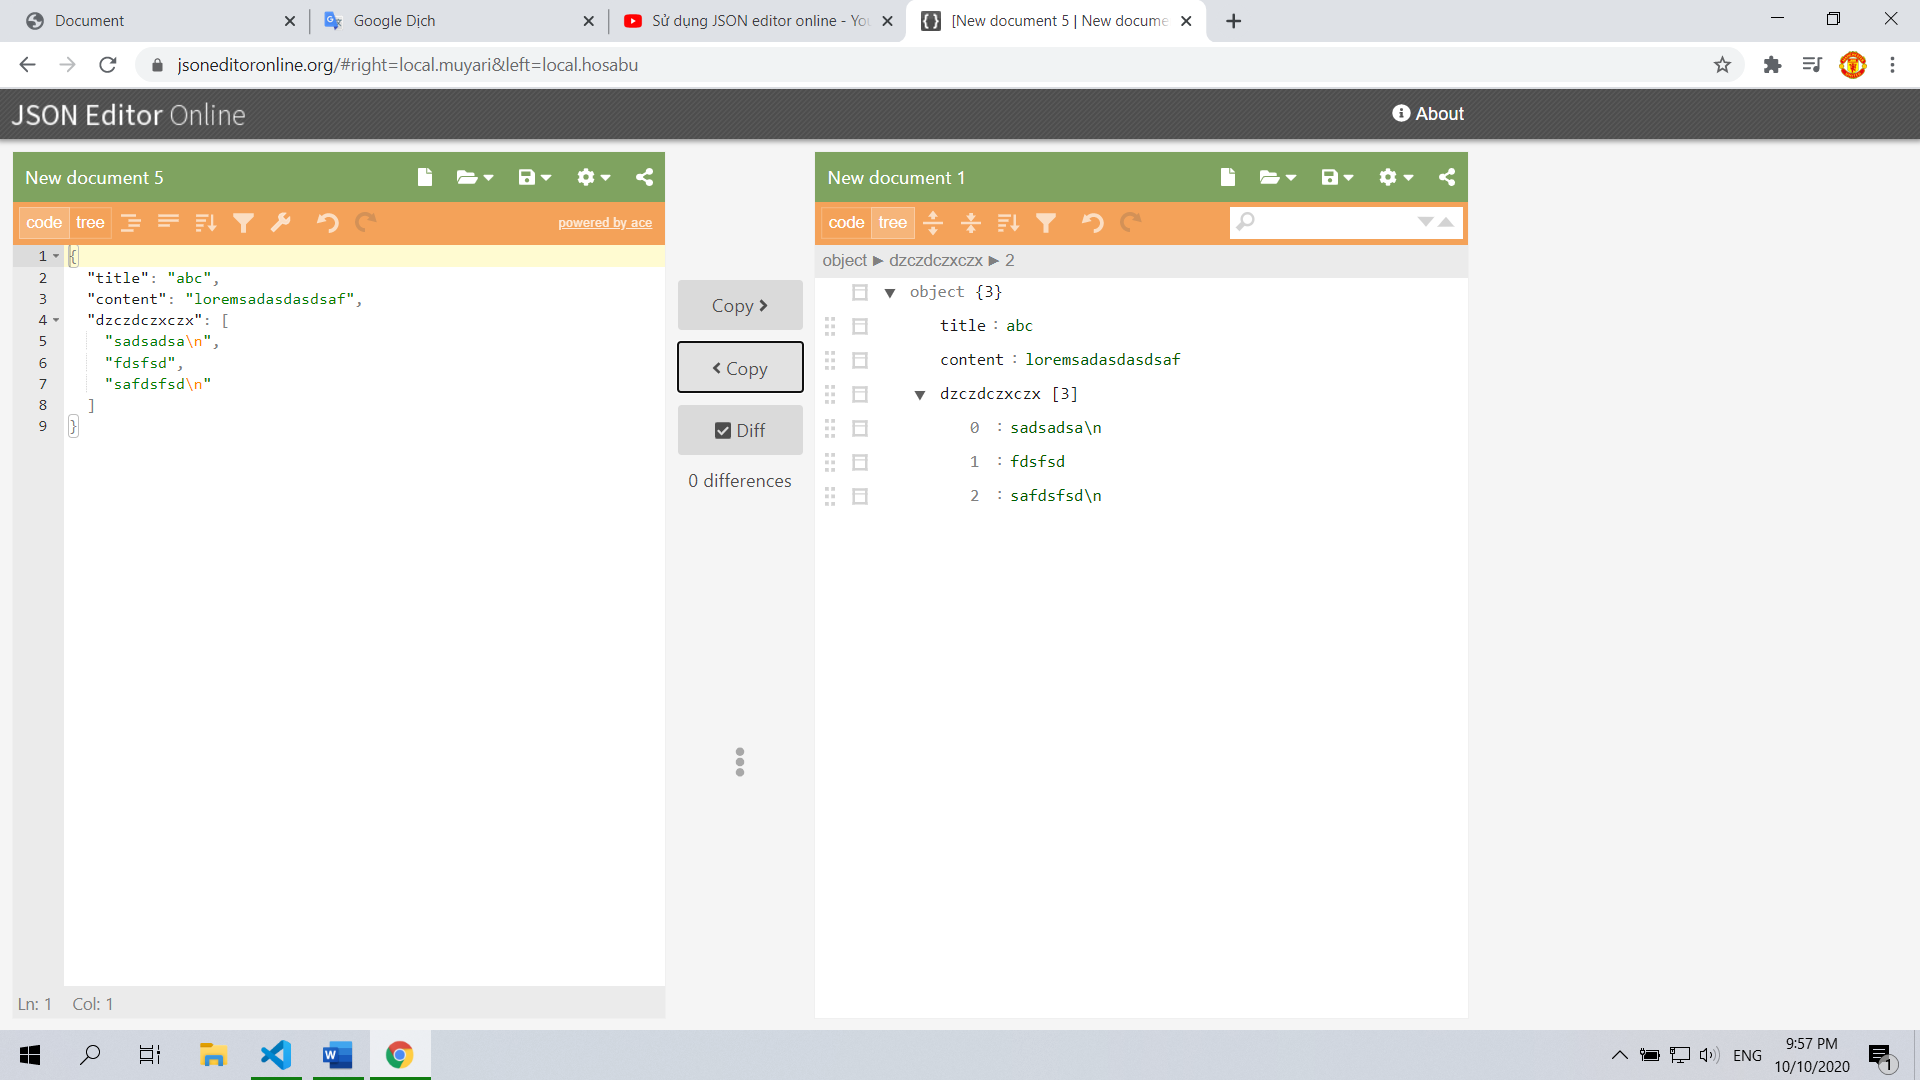 Document
Google Dịch
Sử dụng JSON editor online - You
[New document 5 | New docume
jsoneditoronline.org/#right=local.muyari&left=local.hosabu
JSON Editor Online
About
New document 5
code tree
powered by ace
1 {
2 "title": "abc",
3 "content": "loremsadasdasdsaf",
4 "dzczdczxczx": [
5 "sadsadsa\n",
6 "fdsfsd",
7 "safdsfsd\n"
8 ]
9 }
Ln: 1 Col: 1
Copy >
< Copy
Diff
0 differences
New document 1
code tree
object ▶ dzczdczxczx ▶ 2
▼ object {3}
title : abc
content : loremsadasdasdsaf
▼ dzczdczxczx [3]
0 : sadsadsa\n
1 : fdsfsd
2 : safdsfsd\n
ENG
9:57 PM
10/10/2020
1